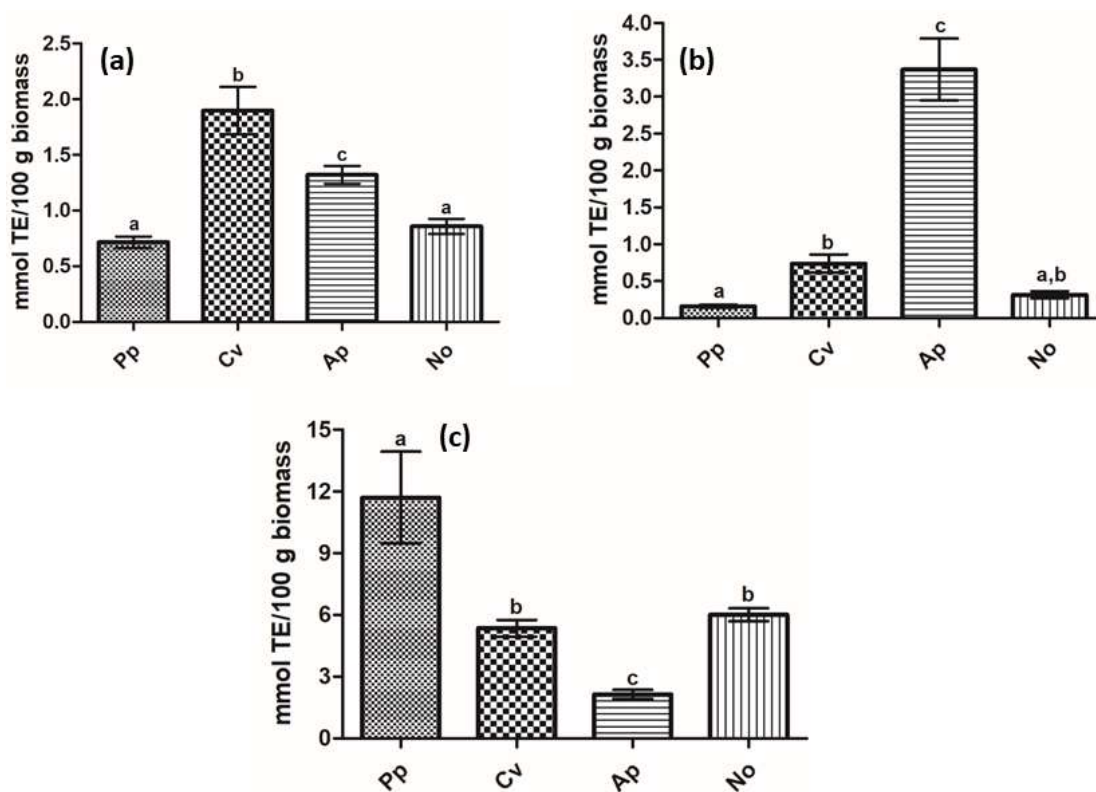 (a)
mmol TE/100 g biomass
2.5
2.0
1.5
1.0
0.5
0.0
a
b
c
a
Pp
Cv
Ap
No
(b)
mmol TE/100 g biomass
4.0
3.5
3.0
2.5
2.0
1.5
1.0
0.5
0.0
a
b
c
a,b
Pp
Cv
Ap
No
(c)
mmol TE/100 g biomass
15
12
9
6
3
0
a
b
c
b
Pp
Cv
Ap
No